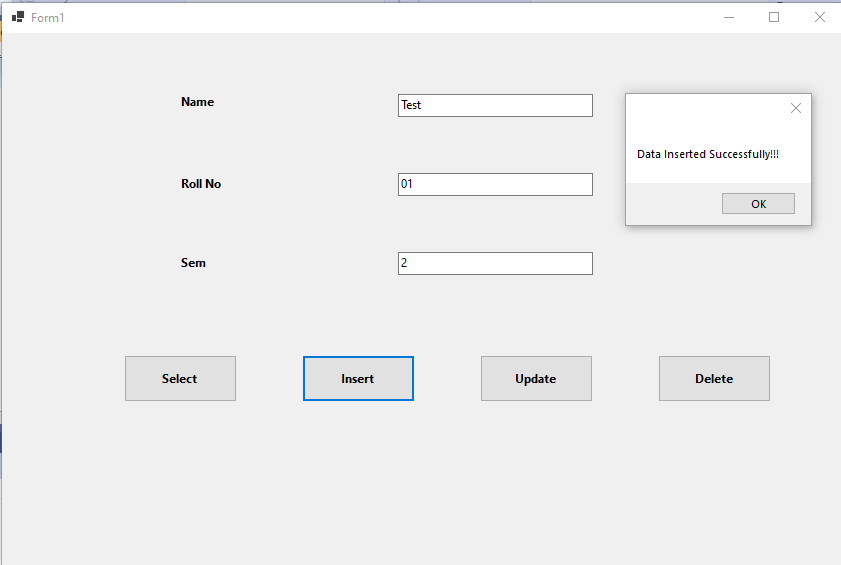 Form1
Name
Test
Data Inserted Successfully!!!
Roll No
01
OK
Sem
2
Select
Insert
Update
Delete